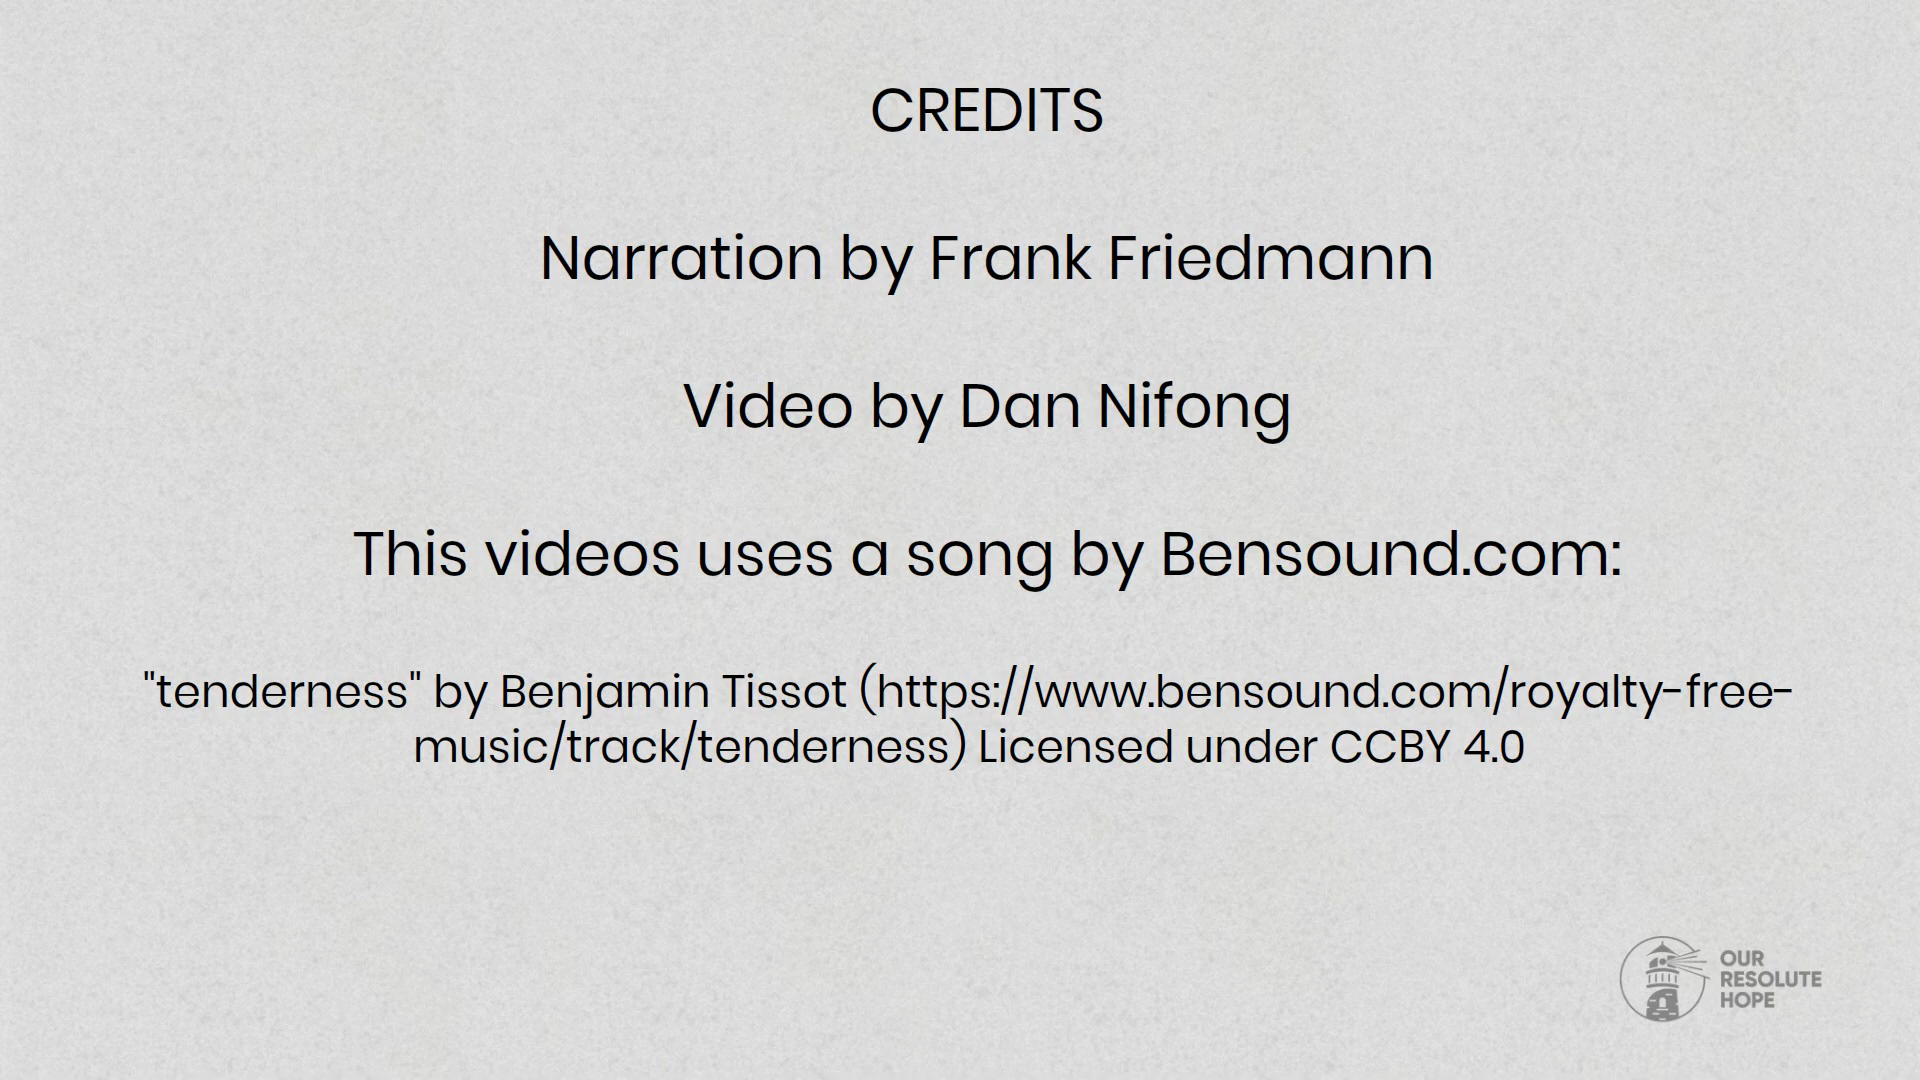 CREDITS
Narration by Frank Friedmann
Video by Dan Nifong
This videos uses a song by Bensound.com:
"tenderness" by Benjamin Tissot (https://www.bensound.com/royalty-free-
music/track/tenderness) Licensed under CCBY 4.0
OUR
RESOLUTE
HOPE